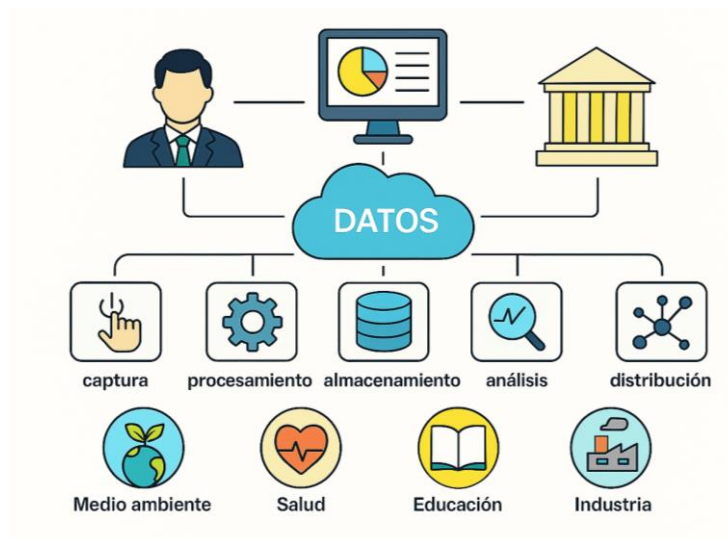 DATOS
captura
procesamiento
almacenamiento
análisis
distribución
Medio ambiente
Salud
Educación
Industria